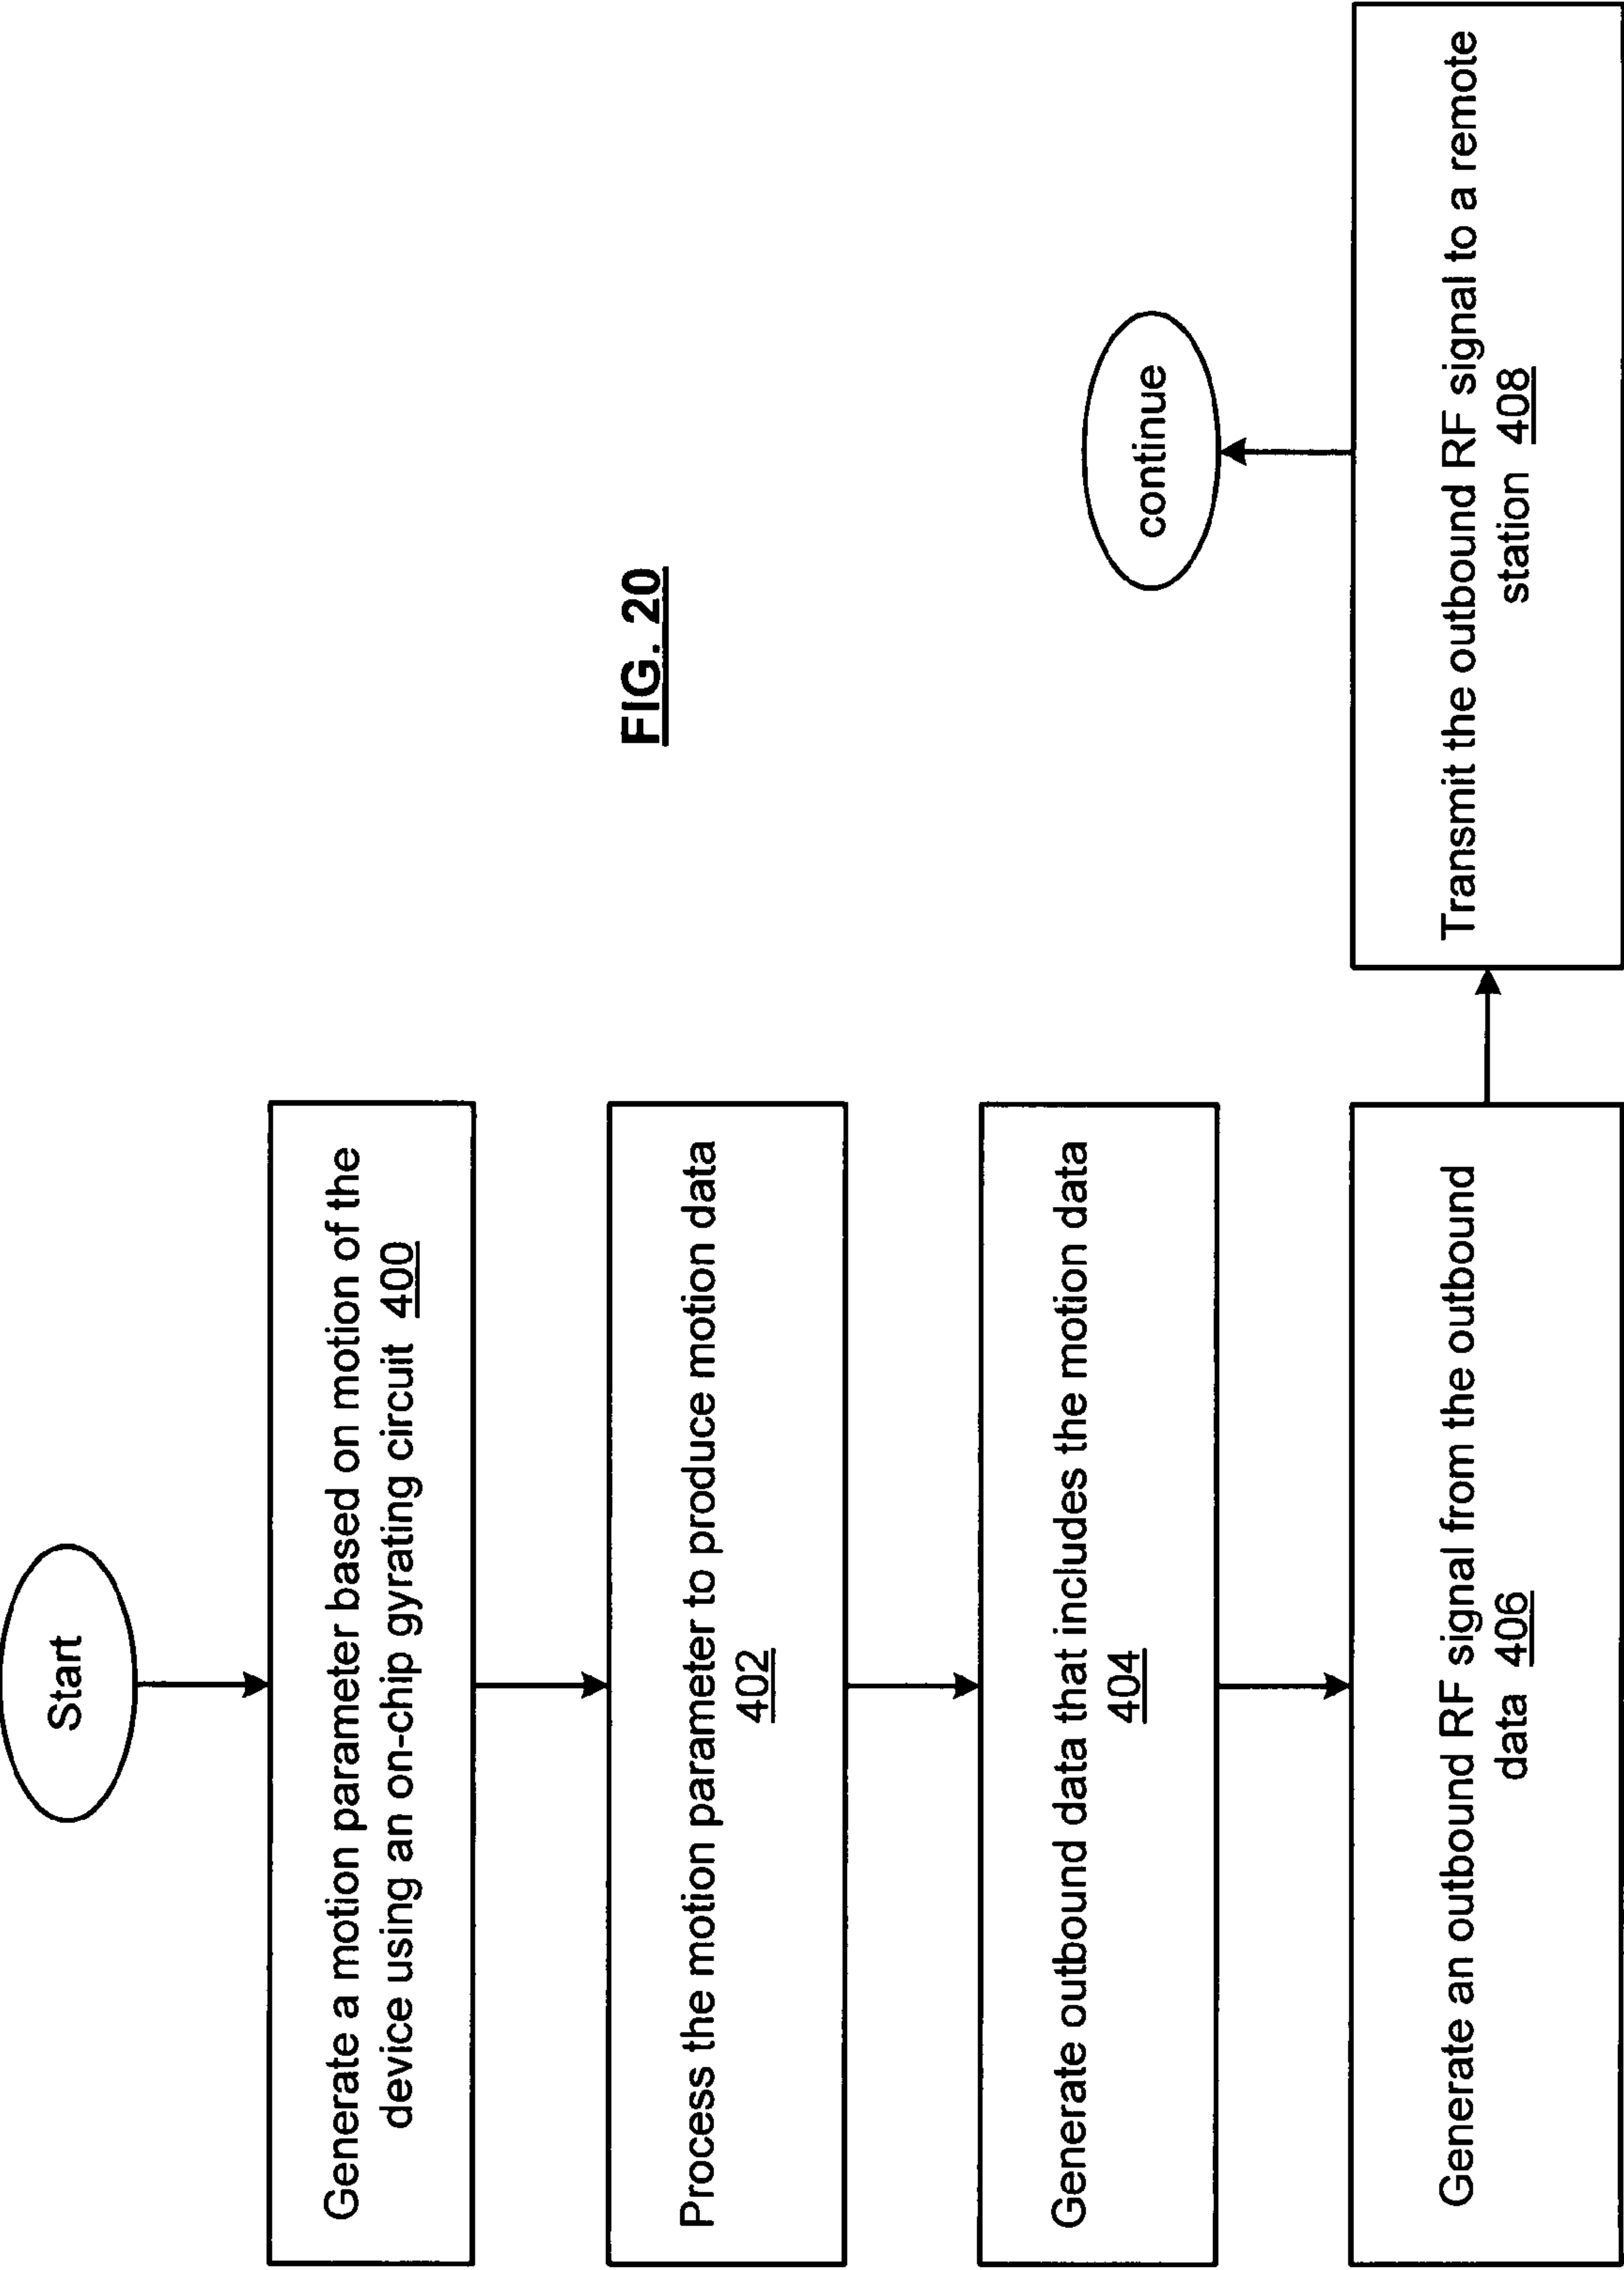 Start
Generate a motion parameter based on motion of the
device using an on-chip gyrating circuit 400
Process the motion parameter to produce motion data
402
Generate outbound data that includes the motion data
404
Generate an outbound RF signal from the outbound
data 406
Transmit the outbound RF signal to a remote
station 408
continue
FIG. 20